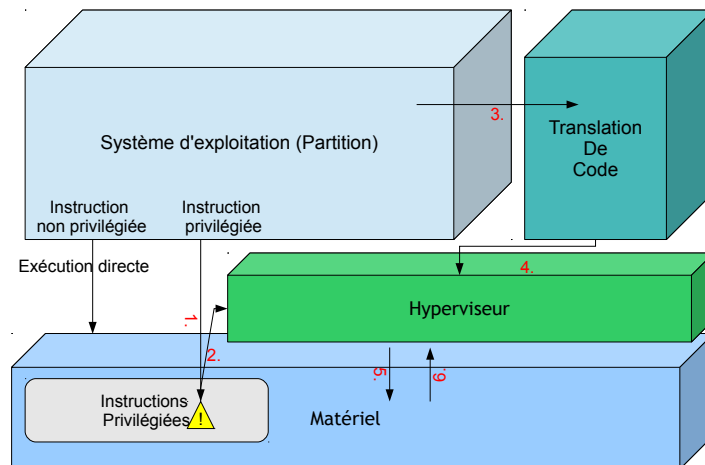 Système d'exploitation (Partition)
3.
Translation
De
Code
Instruction
non privilégiée
Instruction
privilégiée
Exécution directe
4.
1.
2.
Hyperviseur
5.
6.
Instructions
Privilégiées
!
Matériel